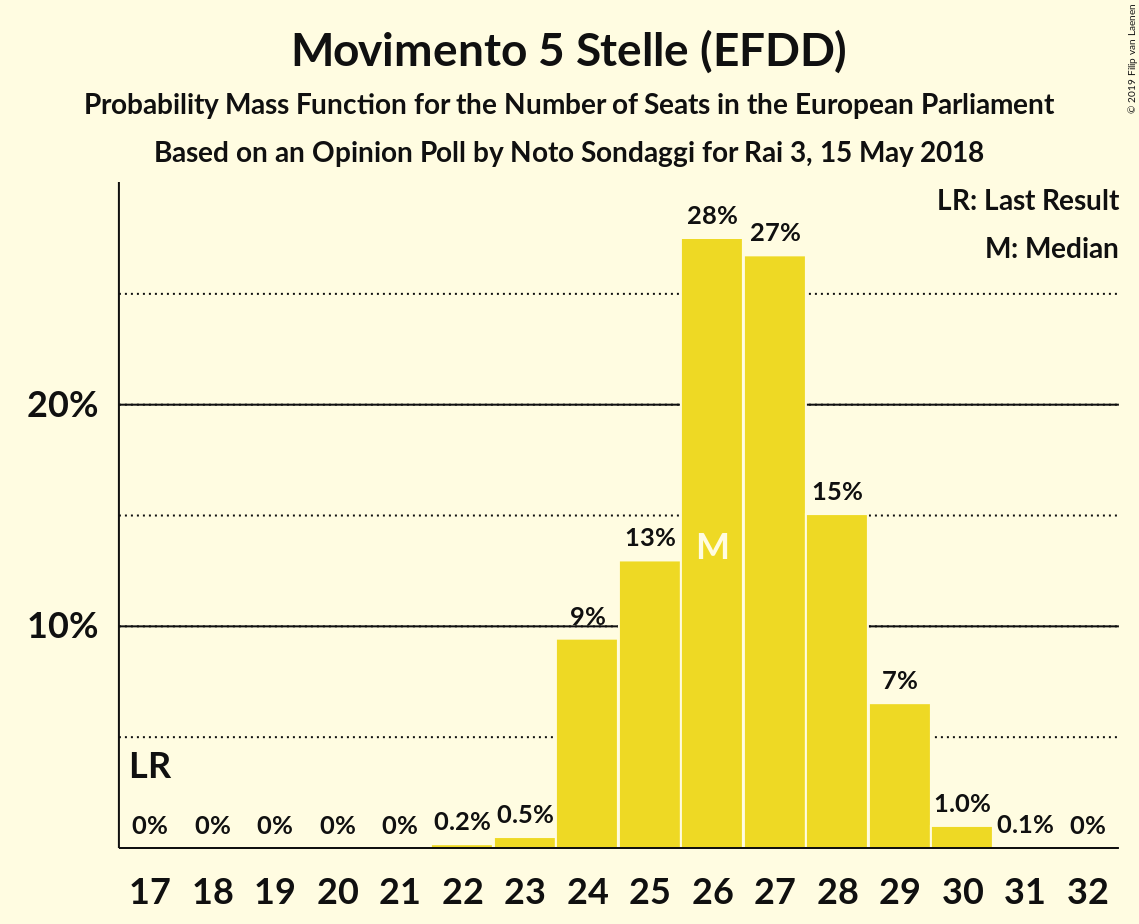 Movimento 5 Stelle (EFDD)
Probability Mass Function for the Number of Seats in the European Parliament
Based on an Opinion Poll by Noto Sondaggi for Rai 3, 15 May 2018
© 2019 Filip van Laenen
LR: Last Result
M: Median
28%
27%
20%
15%
13%
M
9%
10%
7%
LR
0% 0% 0% 0% 0% 0.2% 0.5% 1.0% 0.1% 0%
17 18 19 20 21 22 23 24 25 26 27 28 29 30 31 32